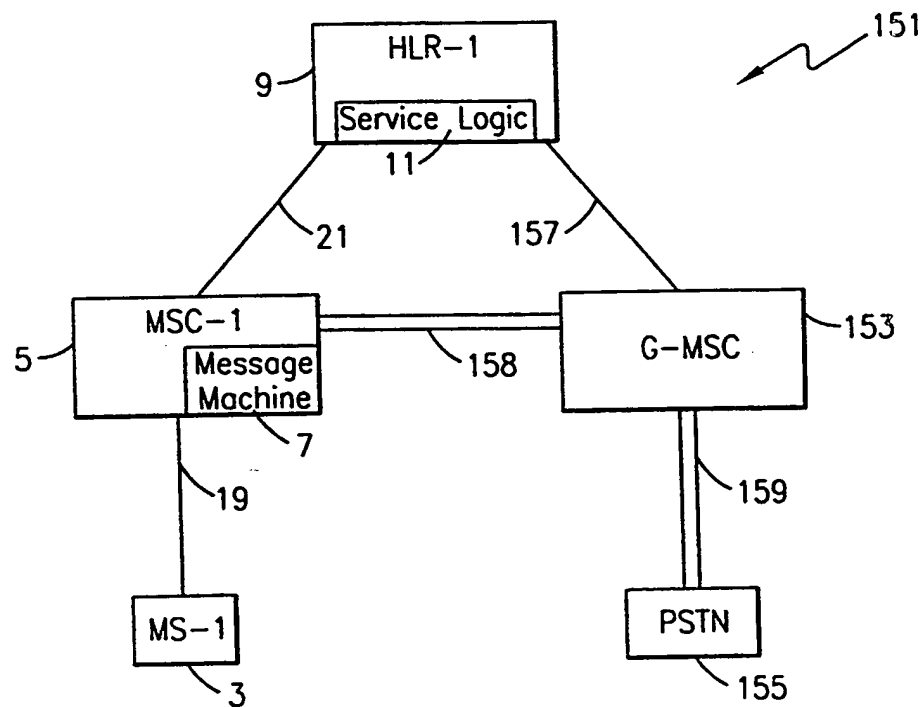 HLR-1
151
9
Service Logic
11
21
157
MSC-1
5
Message
Machine
7
158
G-MSC
153
19
159
MS-1
3
PSTN
155